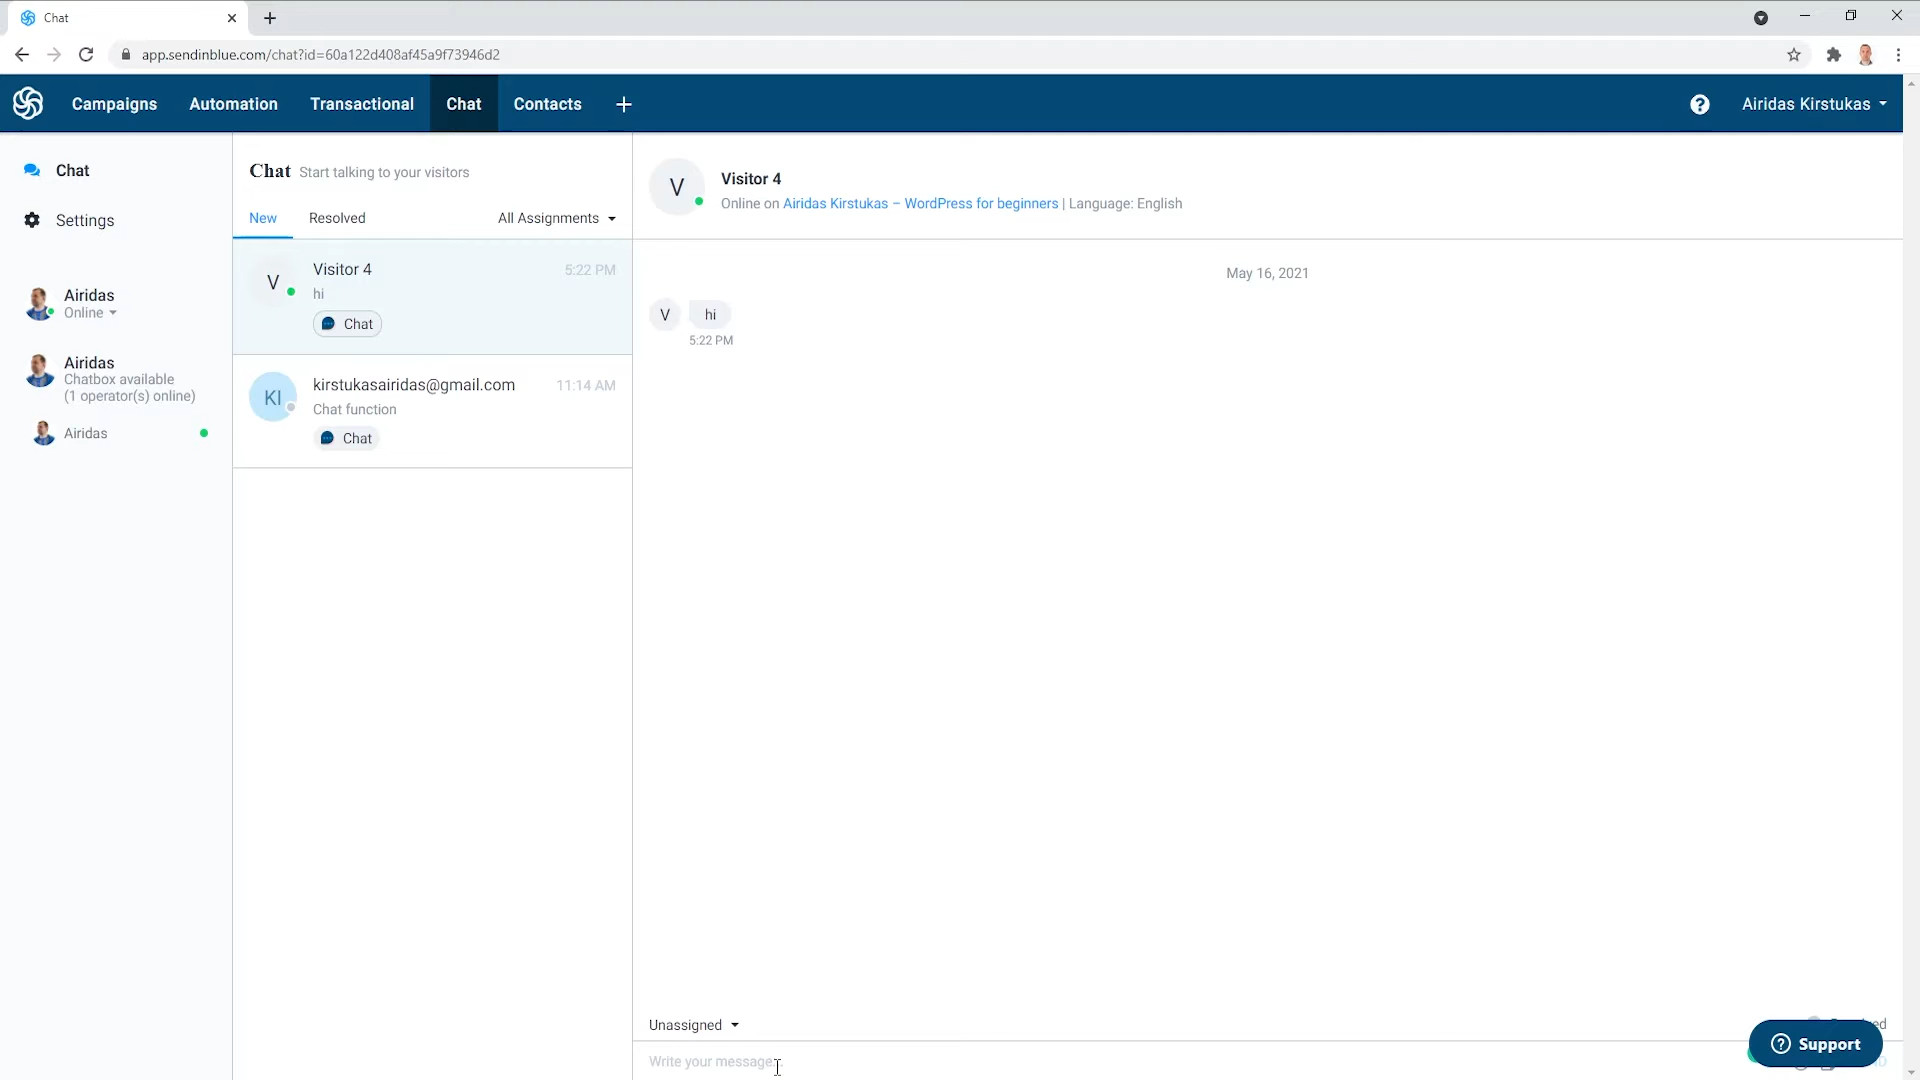 Chat
app.sendinblue.com/chat?id=60a122d408af45a9f73946d2
Campaigns Automation Transactional Chat Contacts + ? Airidas Kirstukas
Chat
Settings
Airidas
Online
Airidas
Chatbox available
(1 operator(s) online)
Airidas
Chat Start talking to your visitors
New Resolved All Assignments
V Visitor 4 5:22 PM
hi
Chat
KI kirstukasairidas@gmail.com 11:14 AM
Chat function
Chat
V Visitor 4
Online on Airidas Kirstukas – WordPress for beginners | Language: English
May 16, 2021
V hi
5:22 PM
Unassigned
Write your message..
? Support